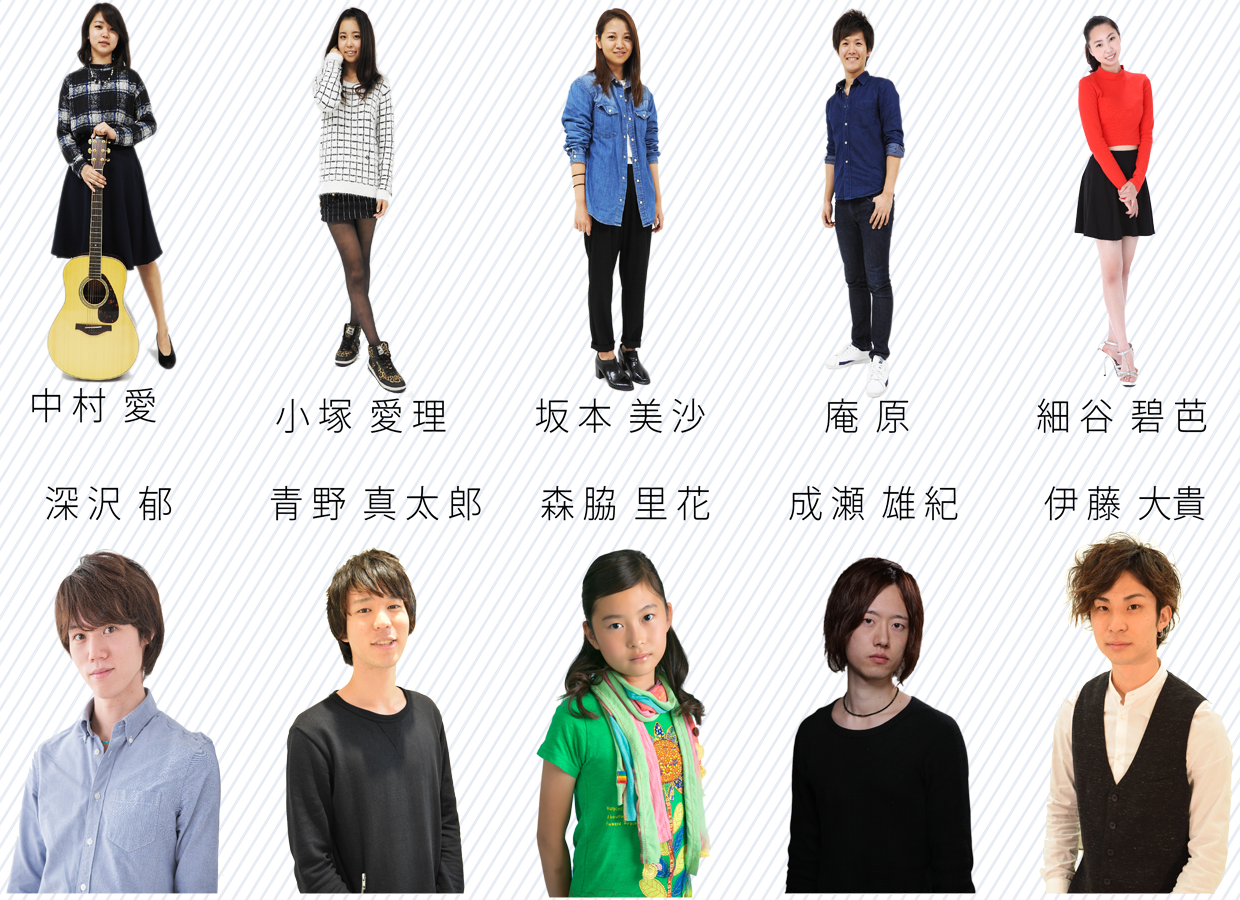 中村 愛
小塚 愛理
坂本 美沙
庵 原
細谷 碧芭
深沢 郁
青野 真太郎
森脇 里花
成瀬 雄紀
伊藤 大貴